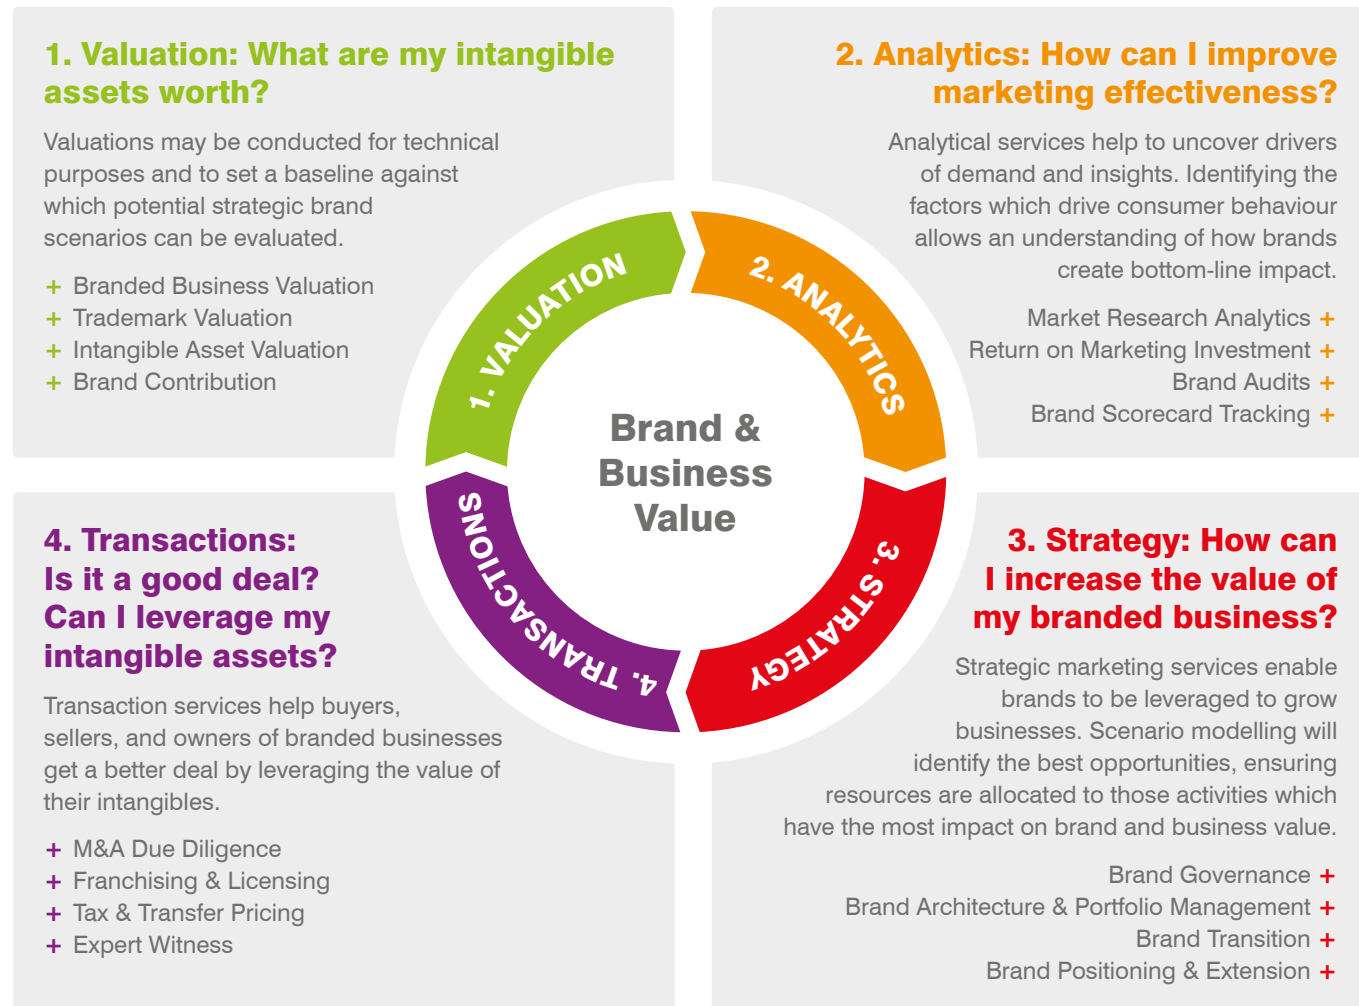 1. Valuation: What are my intangible
assets worth?
Valuations may be conducted for technical
purposes and to set a baseline against
which potential strategic brand
scenarios can be evaluated.
+ Branded Business Valuation
+ Trademark Valuation
+ Intangible Asset Valuation
+ Brand Contribution
2. Analytics: How can I improve
marketing effectiveness?
Analytical services help to uncover drivers
of demand and insights. Identifying the
factors which drive consumer behaviour
allows an understanding of how brands
create bottom-line impact.
Market Research Analytics +
Return on Marketing Investment +
Brand Audits +
Brand Scorecard Tracking +
1. VALUATION
2. ANALYTICS
3. STRATEGY
4. TRANSACTIONS
Brand &
Business
Value
4. Transactions:
Is it a good deal?
Can I leverage my
intangible assets?
Transaction services help buyers,
sellers, and owners of branded businesses
get a better deal by leveraging the value of
their intangibles.
+ M&A Due Diligence
+ Franchising & Licensing
+ Tax & Transfer Pricing
+ Expert Witness
3. Strategy: How can
I increase the value of
my branded business?
Strategic marketing services enable
brands to be leveraged to grow
businesses. Scenario modelling will
identify the best opportunities, ensuring
resources are allocated to those activities which
have the most impact on brand and business value.
Brand Governance +
Brand Architecture & Portfolio Management +
Brand Transition +
Brand Positioning & Extension +